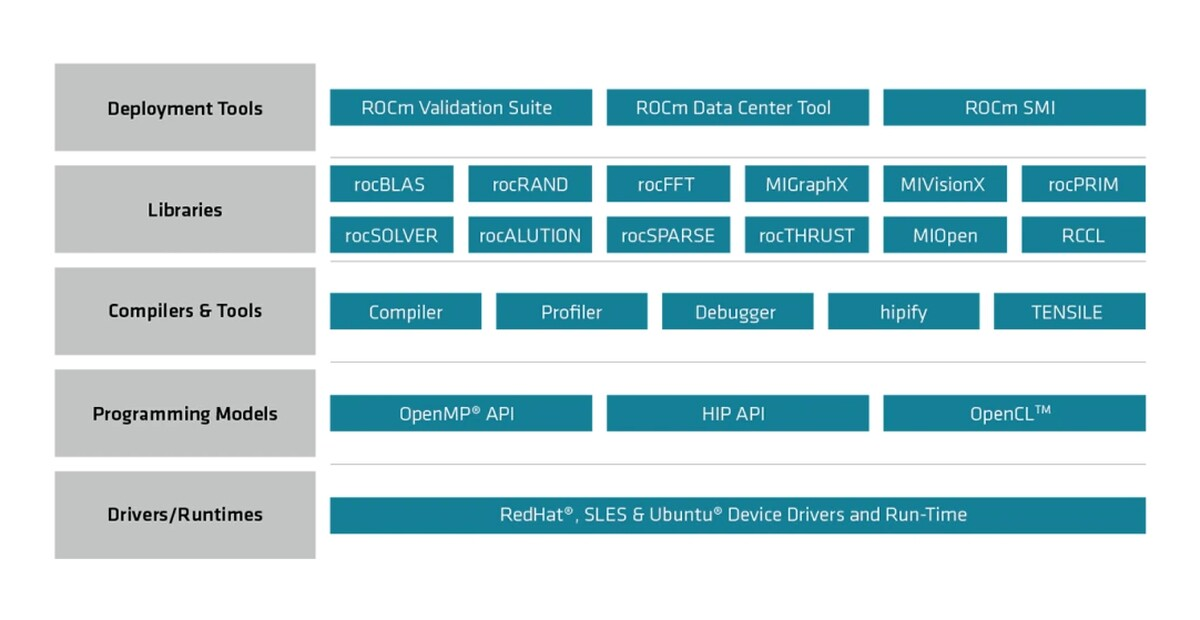 Deployment Tools
ROCm Validation Suite
ROCm Data Center Tool
ROCm SMI
Libraries
rocBLAS
rocRAND
rocFFT
MIGraphX
MIVisionX
rocPRIM
rocSOLVER
rocALUTION
rocSPARSE
rocTHRUST
MIOpen
RCCL
Compilers & Tools
Compiler
Profiler
Debugger
hipify
TENSILE
Programming Models
OpenMP® API
HIP API
OpenCL™
Drivers/Runtimes
RedHat®, SLES & Ubuntu® Device Drivers and Run-Time